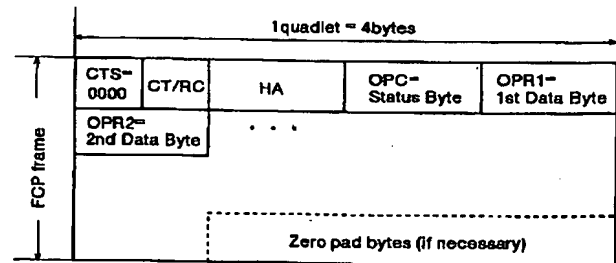 1quadlet = 4bytes
CTS=
0000
CT/RC
HA
OPC=
Status Byte
OPR1=
1st Data Byte
OPR2=
2nd Data Byte
. . .
FCP frame
Zero pad bytes (if necessary)